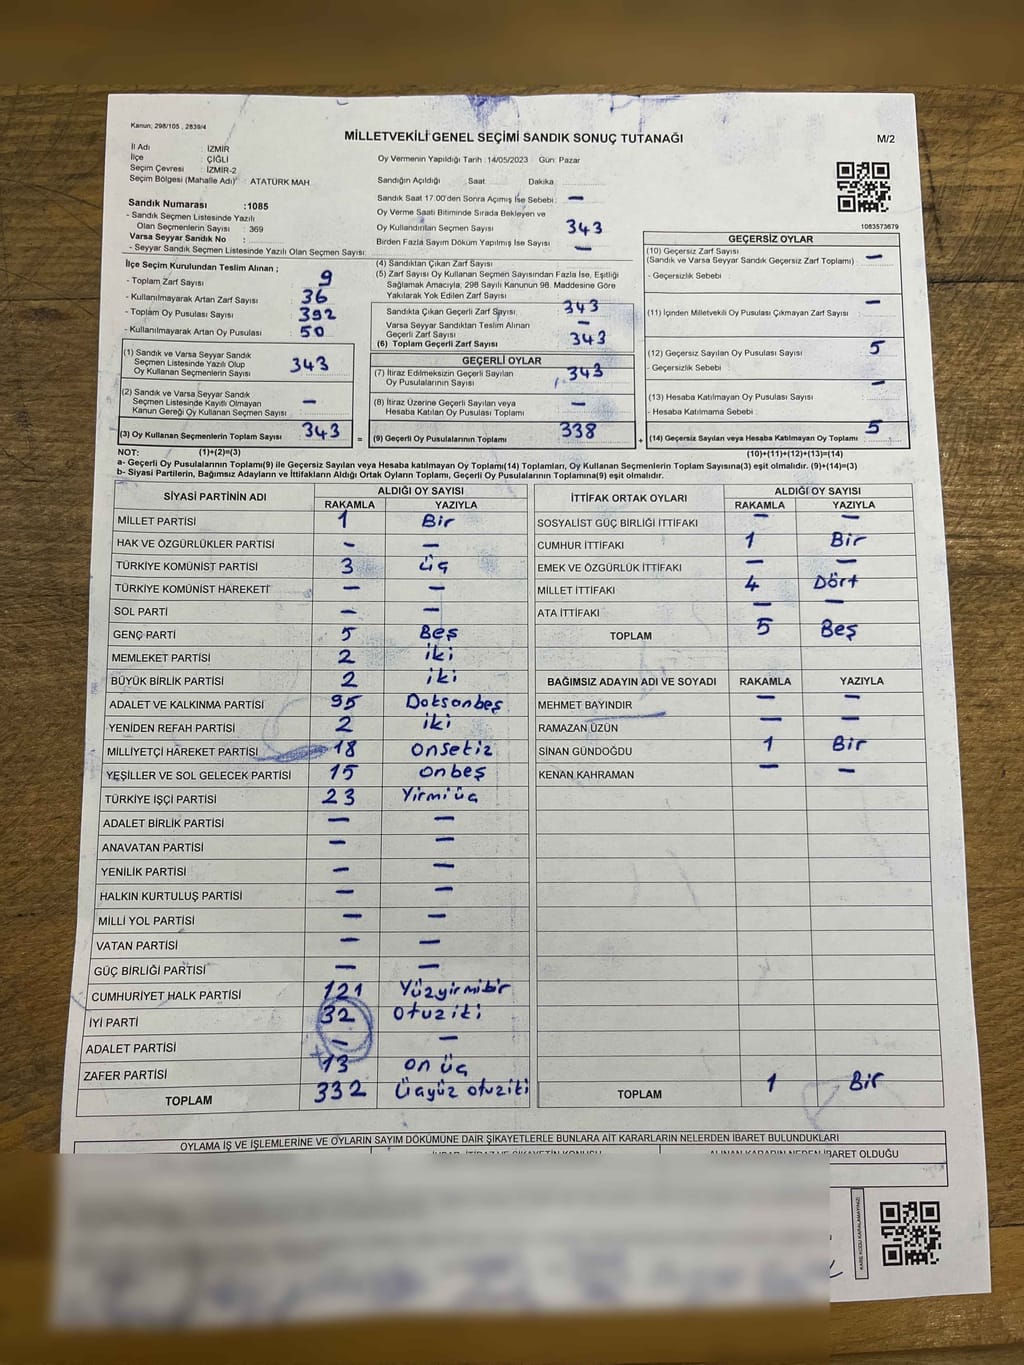 Kanun; 298/105 , 2839/4
MİLLETVEKİLİ GENEL SEÇİMİ SANDIK SONUÇ TUTANAĞI
M/2
İl Adı : İZMİR
İlçe : ÇİĞLİ
Seçim Çevresi : İZMİR-2
Seçim Bölgesi (Mahalle Adı) : ATATÜRK MAH.
Oy Vermenin Yapıldığı Tarih :14/05/2023 Gün: Pazar
Sandığın Açıldığı Saat Dakika
Sandık Numarası :1085
- Sandık Seçmen Listesinde Yazılı
Olan Seçmenlerin Sayısı : 369
Varsa Seyyar Sandık No :
- Seyyar Sandık Seçmen Listesinde Yazılı Olan Seçmen Sayısı:
Sandık Saat 17.00'den Sonra Açımış İse Sebebi: —
Oy Verme Saati Bitiminde Sırada Bekleyen ve
Oy Kullandırılan Seçmen Sayısı 343
Birden Fazla Sayım Döküm Yapılmış İse Sayısı —
1083573679
İlçe Seçim Kurulundan Teslim Alınan ;
- Toplam Zarf Sayısı : 9
- Kullanılmayarak Artan Zarf Sayısı : 36
- Toplam Oy Pusulası Sayısı : 392
- Kullanılmayarak Artan Oy Pusulası : 50
(4) Sandıktan Çıkan Zarf Sayısı
(5) Zarf Sayısı Oy Kullanan Seçmen Sayısından Fazla İse, Eşitliği
Sağlamak Amacıyla, 298 Sayılı Kanunun 98. Maddesine Göre
Yakılarak Yok Edilen Zarf Sayısı
Sandıkta Çıkan Geçerli Zarf Sayısı 343
Varsa Seyyar Sandıktan Teslim Alınan
Geçerli Zarf Sayısı —
(6) Toplam Geçerli Zarf Sayısı 343
GEÇERSİZ OYLAR
(10) Geçersiz Zarf Sayısı
(Sandık ve Varsa Seyyar Sandık Geçersiz Zarf Toplamı) : —
- Geçersizlik Sebebi :
(11) İçinden Milletvekili Oy Pusulası Çıkmayan Zarf Sayısı —
(12) Geçersiz Sayılan Oy Pusulası Sayısı 5
- Geçersizlik Sebebi :
(13) Hesaba Katılmayan Oy Pusulası Sayısı —
- Hesaba Katılmama Sebebi :
(14) Geçersiz Sayılan veya Hesaba Katılmayan Oy Toplamı 5
(1) Sandık ve Varsa Seyyar Sandık
Seçmen Listesinde Yazılı Olup
Oy Kullanan Seçmenlerin Sayısı 343
(2) Sandık ve Varsa Seyyar Sandık
Seçmen Listesinde Kayıtlı Olmayan
Kanun Gereği Oy Kullanan Seçmen Sayısı —
(3) Oy Kullanan Seçmenlerin Toplam Sayısı 343 =
GEÇERLİ OYLAR
(7) İtiraz Edilmeksizin Geçerli Sayılan
Oy Pusulalarının Sayısı 343
(8) İtiraz Üzerine Geçerli Sayılan veya
Hesaba Katılan Oy Pusulası Toplamı —
(9) Geçerli Oy Pusulalarının Toplamı 338 +
NOT: (1)+(2)=(3) (10)+(11)+(12)+(13)=(14)
a- Geçerli Oy Pusulalarının Toplamı(9) ile Geçersiz Sayılan veya Hesaba katılmayan Oy Toplamı(14) Toplamları, Oy Kullanan Seçmenlerin Toplam Sayısına(3) eşit olmalıdır. (9)+(14)=(3)
b- Siyasi Partilerin, Bağımsız Adayların ve İttifakların Aldığı Ortak Oyların Toplamı, Geçerli Oy Pusulalarının Toplamına(9) eşit olmalıdır.
SİYASİ PARTİNİN ADI ALDIĞI OY SAYISI
RAKAMLA YAZIYLA
MİLLET PARTİSİ 1 Bir
HAK VE ÖZGÜRLÜKLER PARTİSİ — —
TÜRKİYE KOMÜNİST PARTİSİ 3 üç
TÜRKİYE KOMÜNİST HAREKETİ — —
SOL PARTİ — —
GENÇ PARTİ 5 Beş
MEMLEKET PARTİSİ 2 iki
BÜYÜK BİRLİK PARTİSİ 2 iki
ADALET VE KALKINMA PARTİSİ 95 Doksanbeş
YENİDEN REFAH PARTİSİ 2 iki
MİLLİYETÇİ HAREKET PARTİSİ 18 onsekiz
YEŞİLLER VE SOL GELECEK PARTİSİ 15 onbeş
TÜRKİYE İŞÇİ PARTİSİ 23 Yirmiüç
ADALET BİRLİK PARTİSİ — —
ANAVATAN PARTİSİ — —
YENİLİK PARTİSİ — —
HALKIN KURTULUŞ PARTİSİ — —
MİLLİ YOL PARTİSİ — —
VATAN PARTİSİ — —
GÜÇ BİRLİĞİ PARTİSİ — —
CUMHURİYET HALK PARTİSİ 121 Yüzyirmibir
İYİ PARTİ 32 otuziki
ADALET PARTİSİ — —
ZAFER PARTİSİ 13 on üç
TOPLAM 332 üçyüz otuziki
İTTİFAK ORTAK OYLARI ALDIĞI OY SAYISI
RAKAMLA YAZIYLA
SOSYALİST GÜÇ BİRLİĞİ İTTİFAKI — —
CUMHUR İTTİFAKI 1 Bir
EMEK VE ÖZGÜRLÜK İTTİFAKI — —
MİLLET İTTİFAKI 4 Dört
ATA İTTİFAKI — —
TOPLAM 5 Beş
BAĞIMSIZ ADAYIN ADI VE SOYADI RAKAMLA YAZIYLA
MEHMET BAYINDIR — —
RAMAZAN UZUN — —
SİNAN GÜNDOĞDU 1 Bir
KENAN KAHRAMAN — —
TOPLAM 1 Bir
OYLAMA İŞ VE İŞLEMLERİNE VE OYLARIN SAYIM DÖKÜMÜNE DAİR ŞİKAYETLERLE BUNLARA AİT KARARLARIN NELERDEN İBARET BULUNDUKLARI
İHBAR, İTİRAZ VE ŞİKAYETİN KONUSU ALINAN KARARIN NEDEN İBARET OLDUĞU
KARE KODU KARALAMAYINIZ!